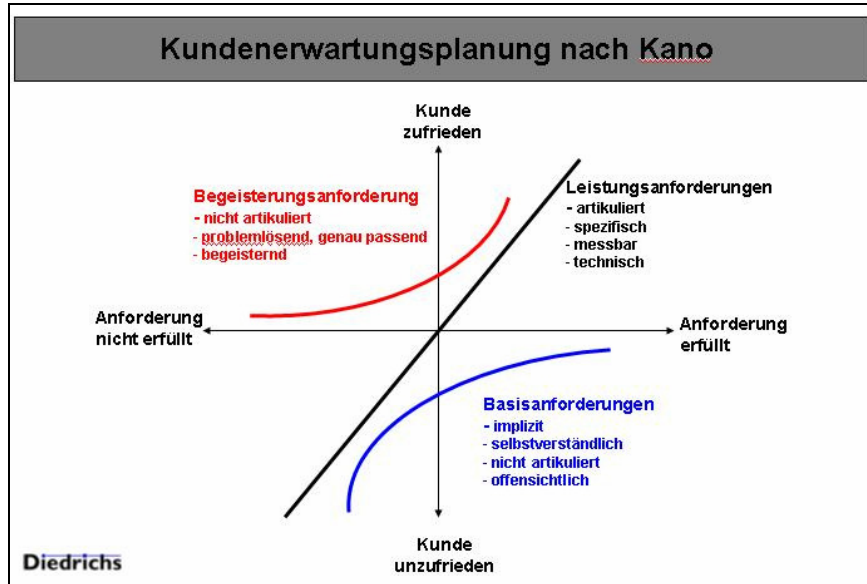 Kundenerwartungsplanung nach Kano
Kunde
zufrieden
Begeisterungsanforderung
- nicht artikuliert
- problemlösend, genau passend
- begeisternd
Leistungsanforderungen
- artikuliert
- spezifisch
- messbar
- technisch
Anforderung
nicht erfüllt
Anforderung
erfüllt
Basisanforderungen
- implizit
- selbstverständlich
- nicht artikuliert
- offensichtlich
Kunde
unzufrieden
Diedrichs